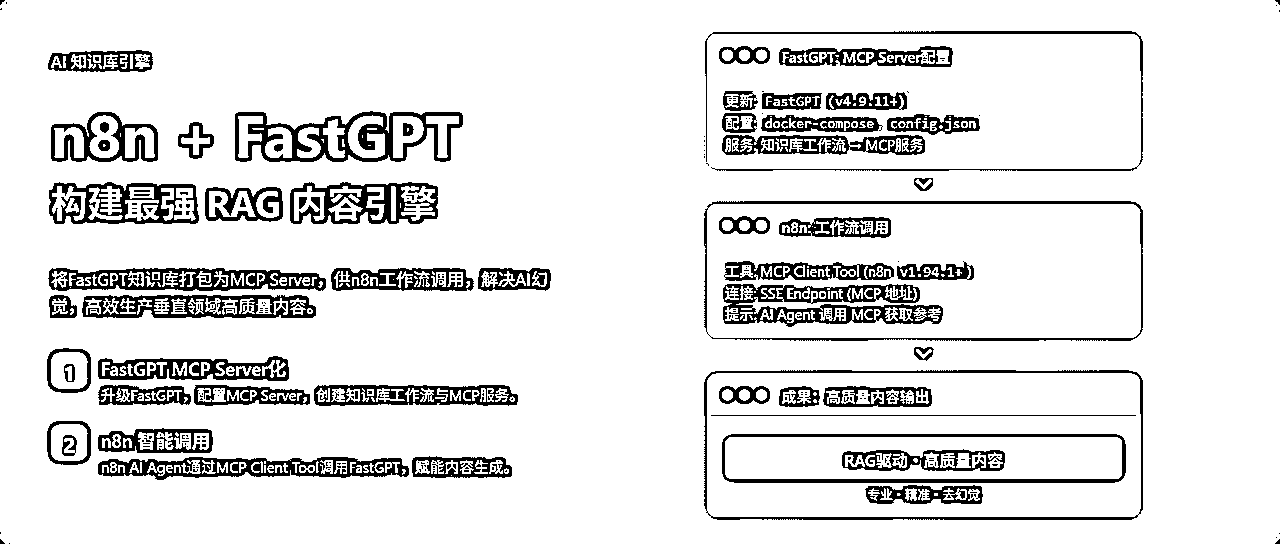 AI 知识库引擎
n8n + FastGPT
构建最强 RAG 内容引擎
将FastGPT知识库打包为MCP Server，供n8n工作流调用，解决AI幻
觉，高效生产垂直领域高质量内容。
1
FastGPT MCP Server化
升级FastGPT，配置MCP Server，创建知识库工作流与MCP服务。
2
n8n 智能调用
n8n AI Agent通过MCP Client Tool调用FastGPT，赋能内容生成。
FastGPT: MCP Server配置
更新: FastGPT (v4.9.11+)
配置: docker-compose, config.json
服务: 知识库工作流 → MCP服务
n8n: 工作流调用
工具: MCP Client Tool (n8n v1.94.1+)
连接: SSE Endpoint (MCP 地址)
提示: AI Agent 调用 MCP 获取参考
成果：高质量内容输出
RAG驱动 · 高质量内容
专业 · 精准 · 去幻觉